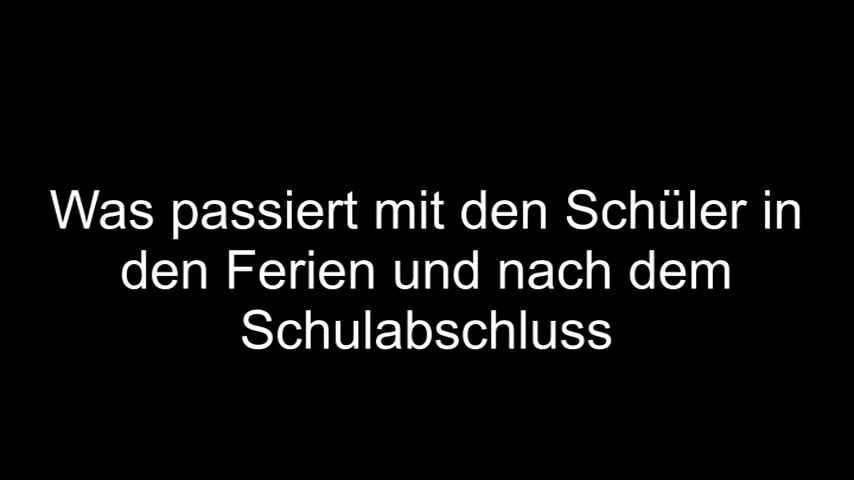 Was passiert mit den Schüler in
den Ferien und nach dem
Schulabschluss